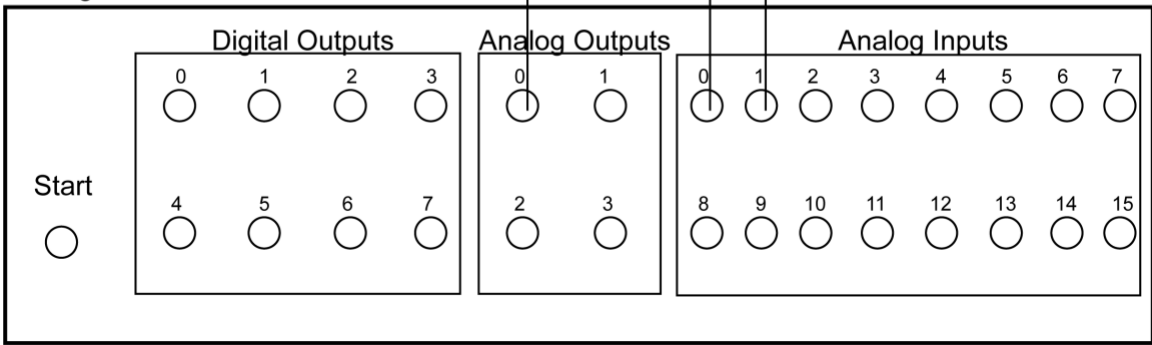 Digital Outputs Analog Outputs Analog Inputs
0 1 2 3 0 1 0 1 2 3 4 5 6 7
Start
4 5 6 7 2 3 8 9 10 11 12 13 14 15